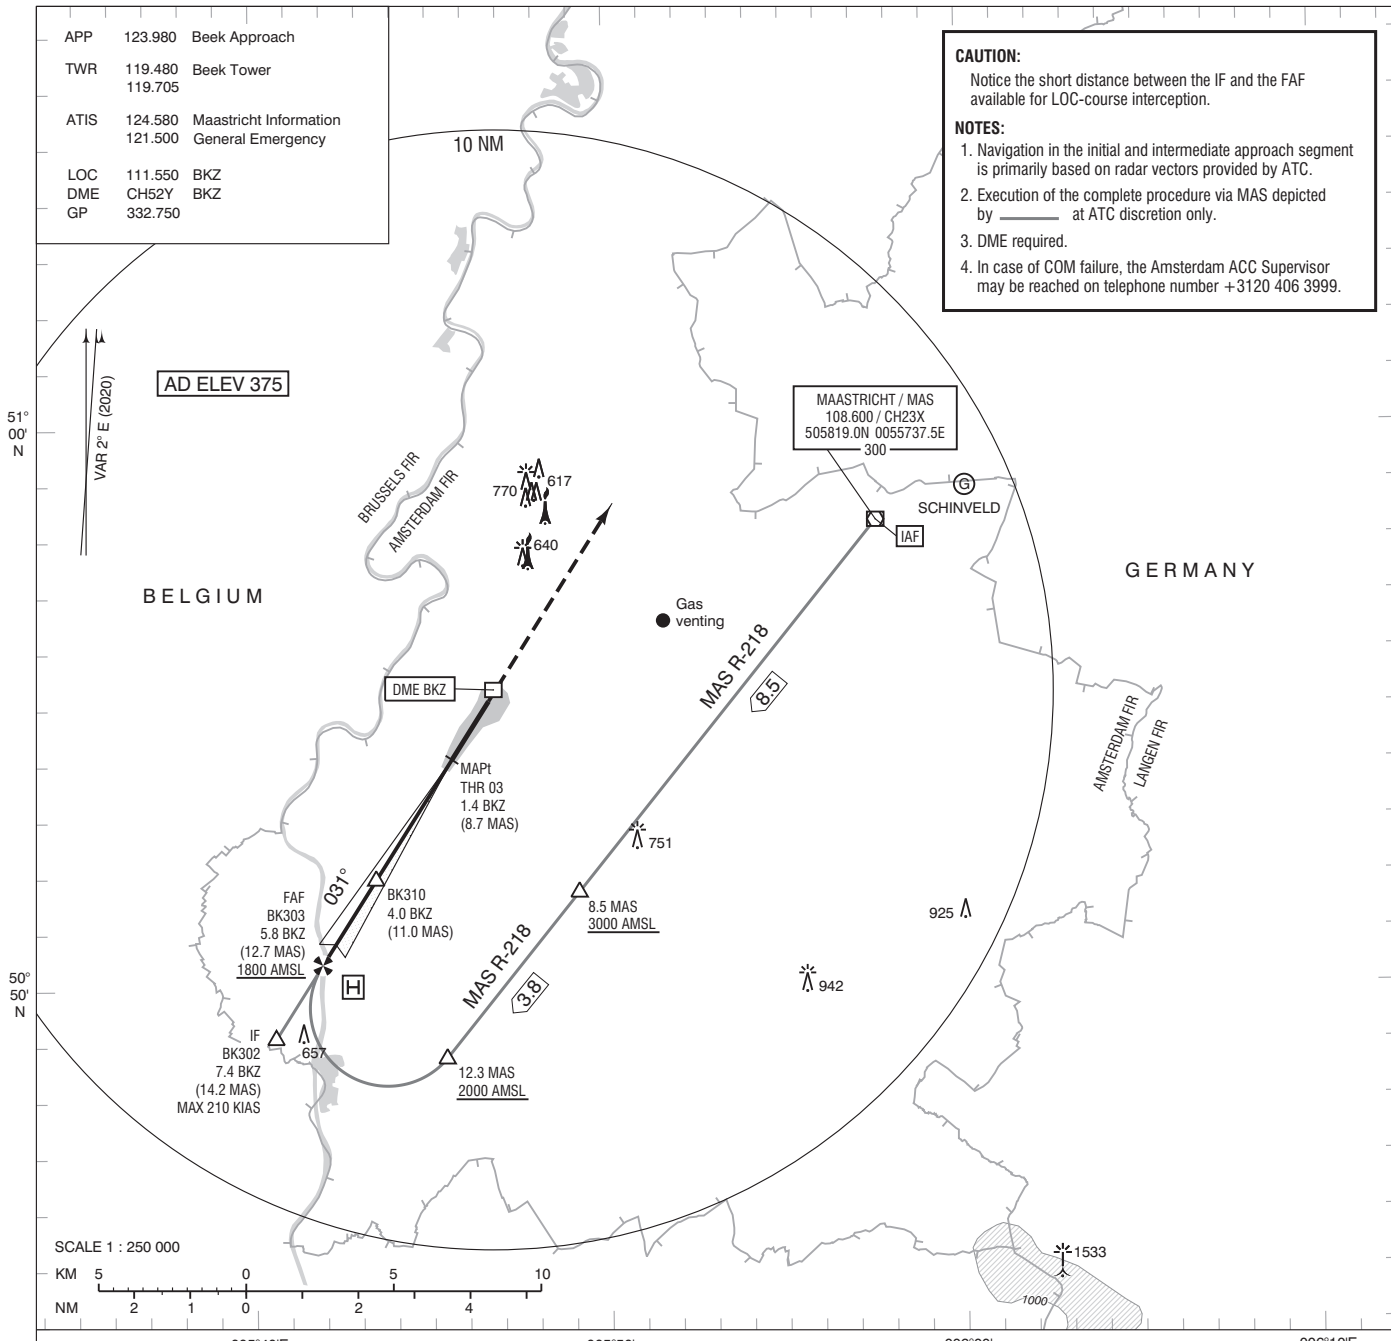 APP 123.980 Beek Approach
TWR 119.480 Beek Tower
119.705
ATIS 124.580 Maastricht Information
121.500 General Emergency
LOC 111.550 BKZ
DME CH52Y BKZ
GP 332.750
CAUTION:
Notice the short distance between the IF and the FAF
available for LOC-course interception.
NOTES:
1. Navigation in the initial and intermediate approach segment
is primarily based on radar vectors provided by ATC.
2. Execution of the complete procedure via MAS depicted
by at ATC discretion only.
3. DME required.
4. In case of COM failure, the Amsterdam ACC Supervisor
may be reached on telephone number +3120 406 3999.
10 NM
AD ELEV 375
VAR 2° E (2020)
51°
00'
N
MAASTRICHT / MAS
108.600 / CH23X
505819.0N 0055737.5E
300
BRUSSELS FIR
AMSTERDAM FIR
770
617
640
G
SCHINVELD
IAF
BELGIUM
GERMANY
Gas
venting
MAS R-218
8.5
DME BKZ
AMSTERDAM FIR
LANGEN FIR
MAPt
THR 03
1.4 BKZ
(8.7 MAS)
751
031°
BK310
4.0 BKZ
(11.0 MAS)
FAF
BK303
5.8 BKZ
(12.7 MAS)
1800 AMSL
8.5 MAS
3000 AMSL
925
MAS R-218
3.8
942
H
50°
50'
N
IF
BK302
7.4 BKZ
(14.2 MAS)
MAX 210 KIAS
657
12.3 MAS
2000 AMSL
1533
1000
SCALE 1 : 250 000
KM 5 0 5 10
NM 2 1 0 2 4